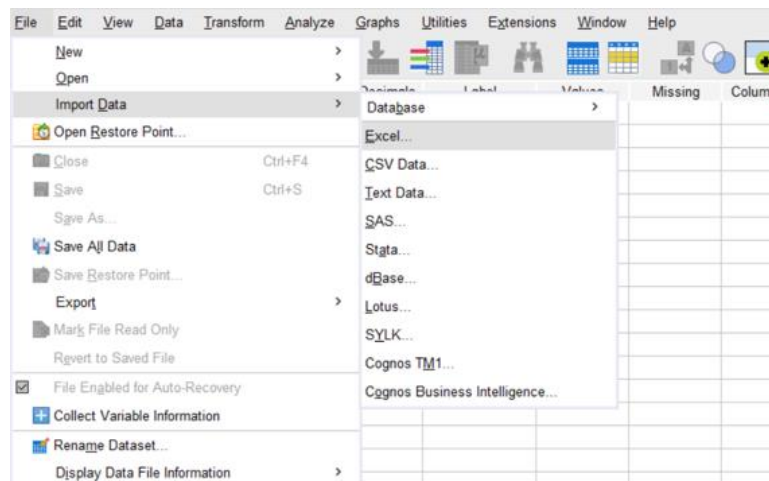 File Edit View Data Transform Analyze Graphs Utilities Extensions Window Help
New
Open
Import Data
Open Restore Point...
Close Ctrl+F4
Save Ctrl+S
Save As...
Save All Data
Save Restore Point...
Export
Mark File Read Only
Revert to Saved File
File Enabled for Auto-Recovery
Collect Variable Information
Rename Dataset...
Display Data File Information
Missing
Database
Excel...
CSV Data...
Text Data...
SAS...
Stata...
dBase...
Lotus...
SYLK...
Cognos TM1...
Cognos Business Intelligence...